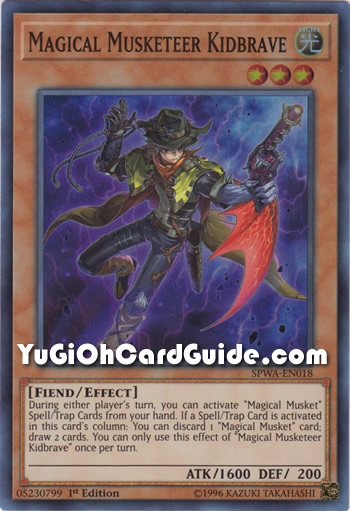 MAGICAL MUSKETEER KIDBRAVE
LIGHT
光
YuGiOhCardGuide.com
SPWA-EN018
[FIEND/EFFECT]
During either player's turn, you can activate "Magical Musket"
Spell/Trap Cards from your hand. If a Spell/Trap Card is activated
in this card's column: You can discard 1 "Magical Musket" card;
draw 2 cards. You can only use this effect of "Magical Musketeer
Kidbrave" once per turn.
ATK/1600 DEF/ 200
05230799 1st Edition ©1996 KAZUKI TAKAHASHI